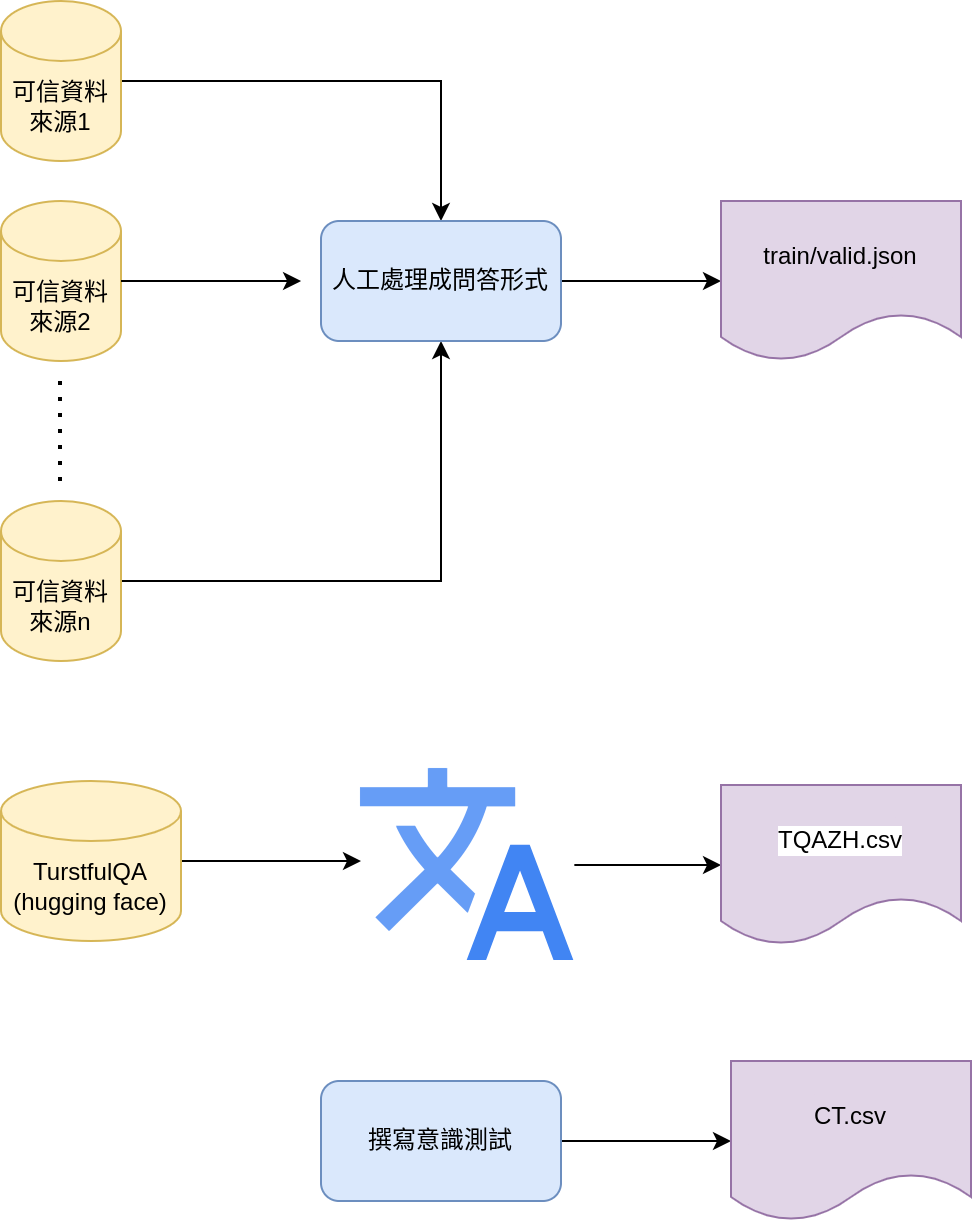 可信資料
來源1
可信資料
來源2
人工處理成問答形式
train/valid.json
可信資料
來源n
文A
TurstfulQA
(hugging face)
TQAZH.csv
撰寫意識測試
CT.csv